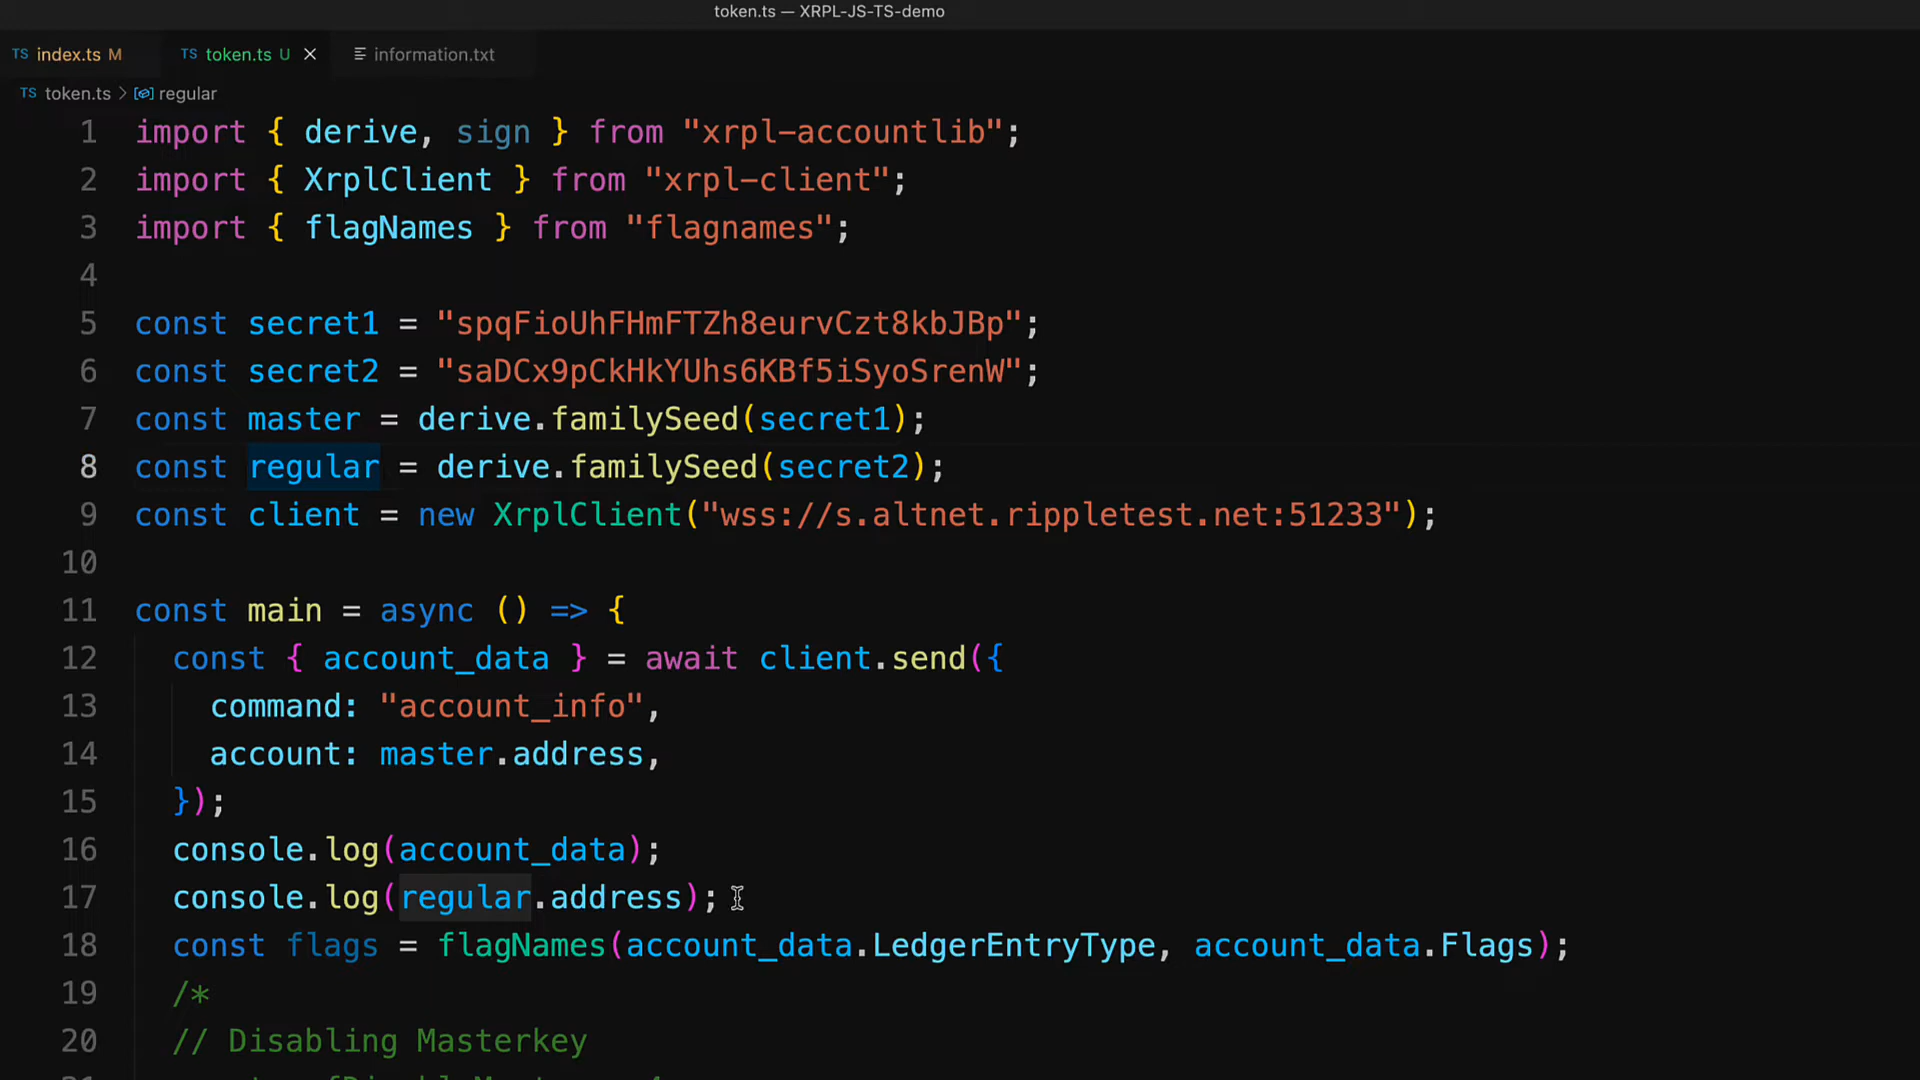 token.ts — XRPL-JS-TS-demo
TS index.ts M TS token.ts U × information.txt
TS token.ts > regular
1 import { derive, sign } from "xrpl-accountlib";
2 import { XrplClient } from "xrpl-client";
3 import { flagNames } from "flagnames";
4
5 const secret1 = "spqFioUhFHmFTZh8eurvCzt8kbJBp";
6 const secret2 = "saDCx9pCkHkYUhs6KBf5iSyoSrenW";
7 const master = derive.familySeed(secret1);
8 const regular = derive.familySeed(secret2);
9 const client = new XrplClient("wss://s.altnet.rippletest.net:51233");
10
11 const main = async () => {
12 const { account_data } = await client.send({
13 command: "account_info",
14 account: master.address,
15 });
16 console.log(account_data);
17 console.log(regular.address);
18 const flags = flagNames(account_data.LedgerEntryType, account_data.Flags);
19 /*
20 // Disabling Masterkey